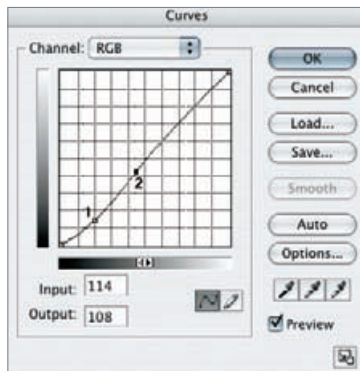 Curves
Channel: RGB
1
2
Input: 114
Output: 108
OK
Cancel
Load...
Save...
Smooth
Auto
Options...
Preview